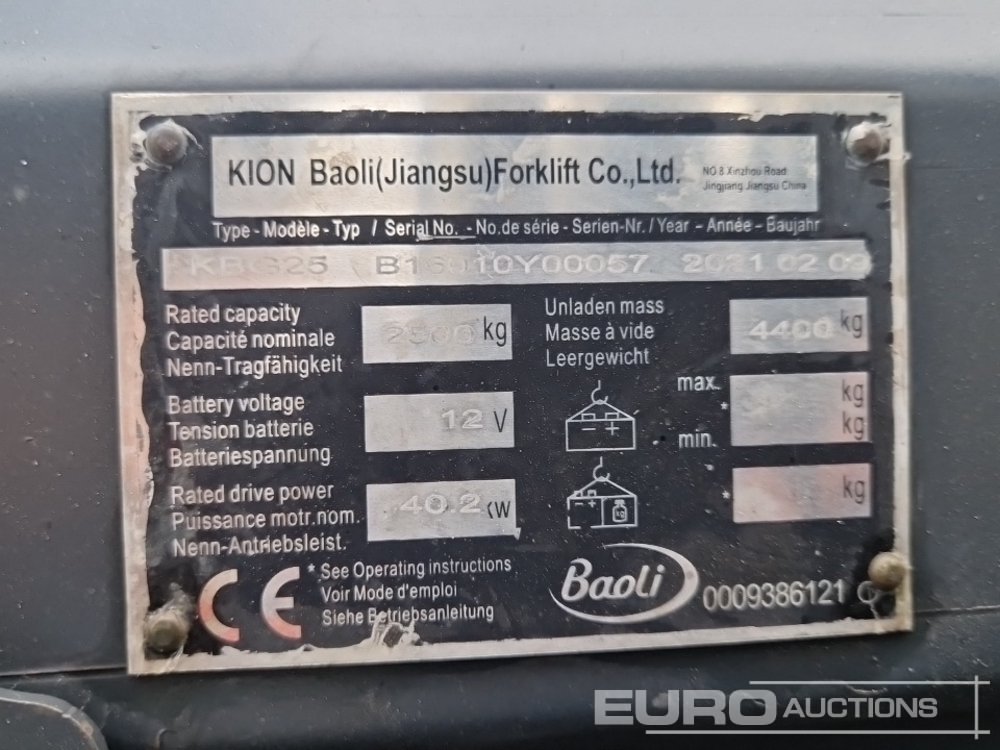 KION Baoli(Jiangsu)Forklift Co.,Ltd.
NO 8 Xinzhou Road
Jingjiang Jiangsu China
Type - Modèle - Typ / Serial No. - No.de série - Serien-Nr. / Year - Année - Baujahr
KBG25 2021 02 09
Rated capacity
Capacité nominale
Nenn-Tragfähigkeit
2500 kg
Unladen mass
Masse à vide
Leergewicht
4400 kg
Battery voltage
Tension batterie
Batteriespannung
12 V
max.
* min.
kg
kg
Rated drive power
Puissance motr.nom.
Nenn-Antriebsleist.
40.2 kw
* kg
CE
* See Operating instructions
Voir Mode d'emploi
Siehe Betriebsanleitung
Baoli
0009386121
EURO AUCTIONS